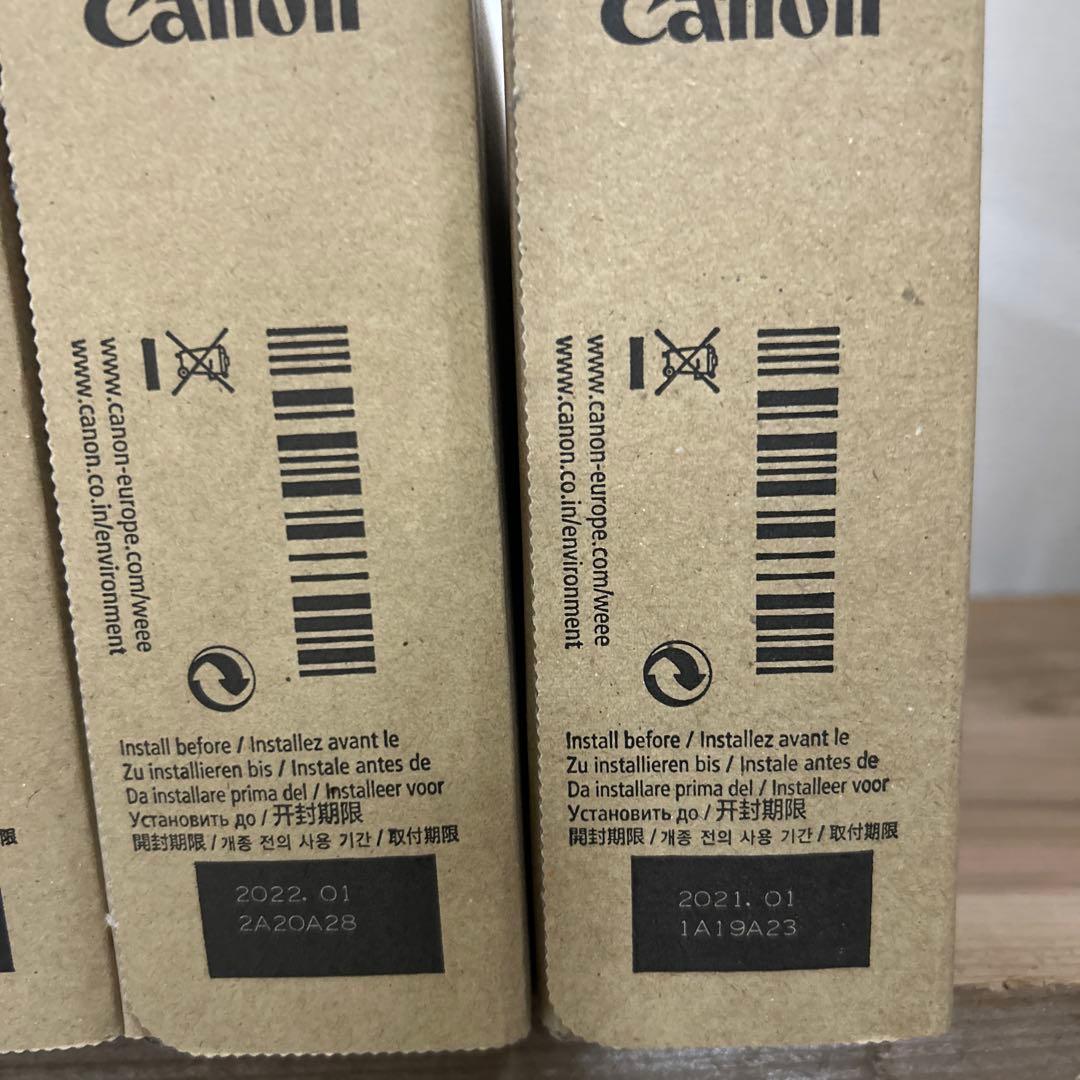 Canon
www.canon-europe.com/weee
www.canon.co.in/environment
Install before / Installez avant le
Zu installieren bis / Instale antes de
Da installare prima del / Installeer voor
Установить до / 开封期限
開封期限 / 개종 전의 사용 기간 / 取付期限
2022. 01
2A20A28
Canon
www.canon-europe.com/weee
www.canon.co.in/environment
Install before / Installez avant le
Zu installieren bis / Instale antes de
Da installare prima del / Installeer voor
Установить до / 开封期限
開封期限 / 개종 전의 사용 기간 / 取付期限
2021. 01
1A19A23
限